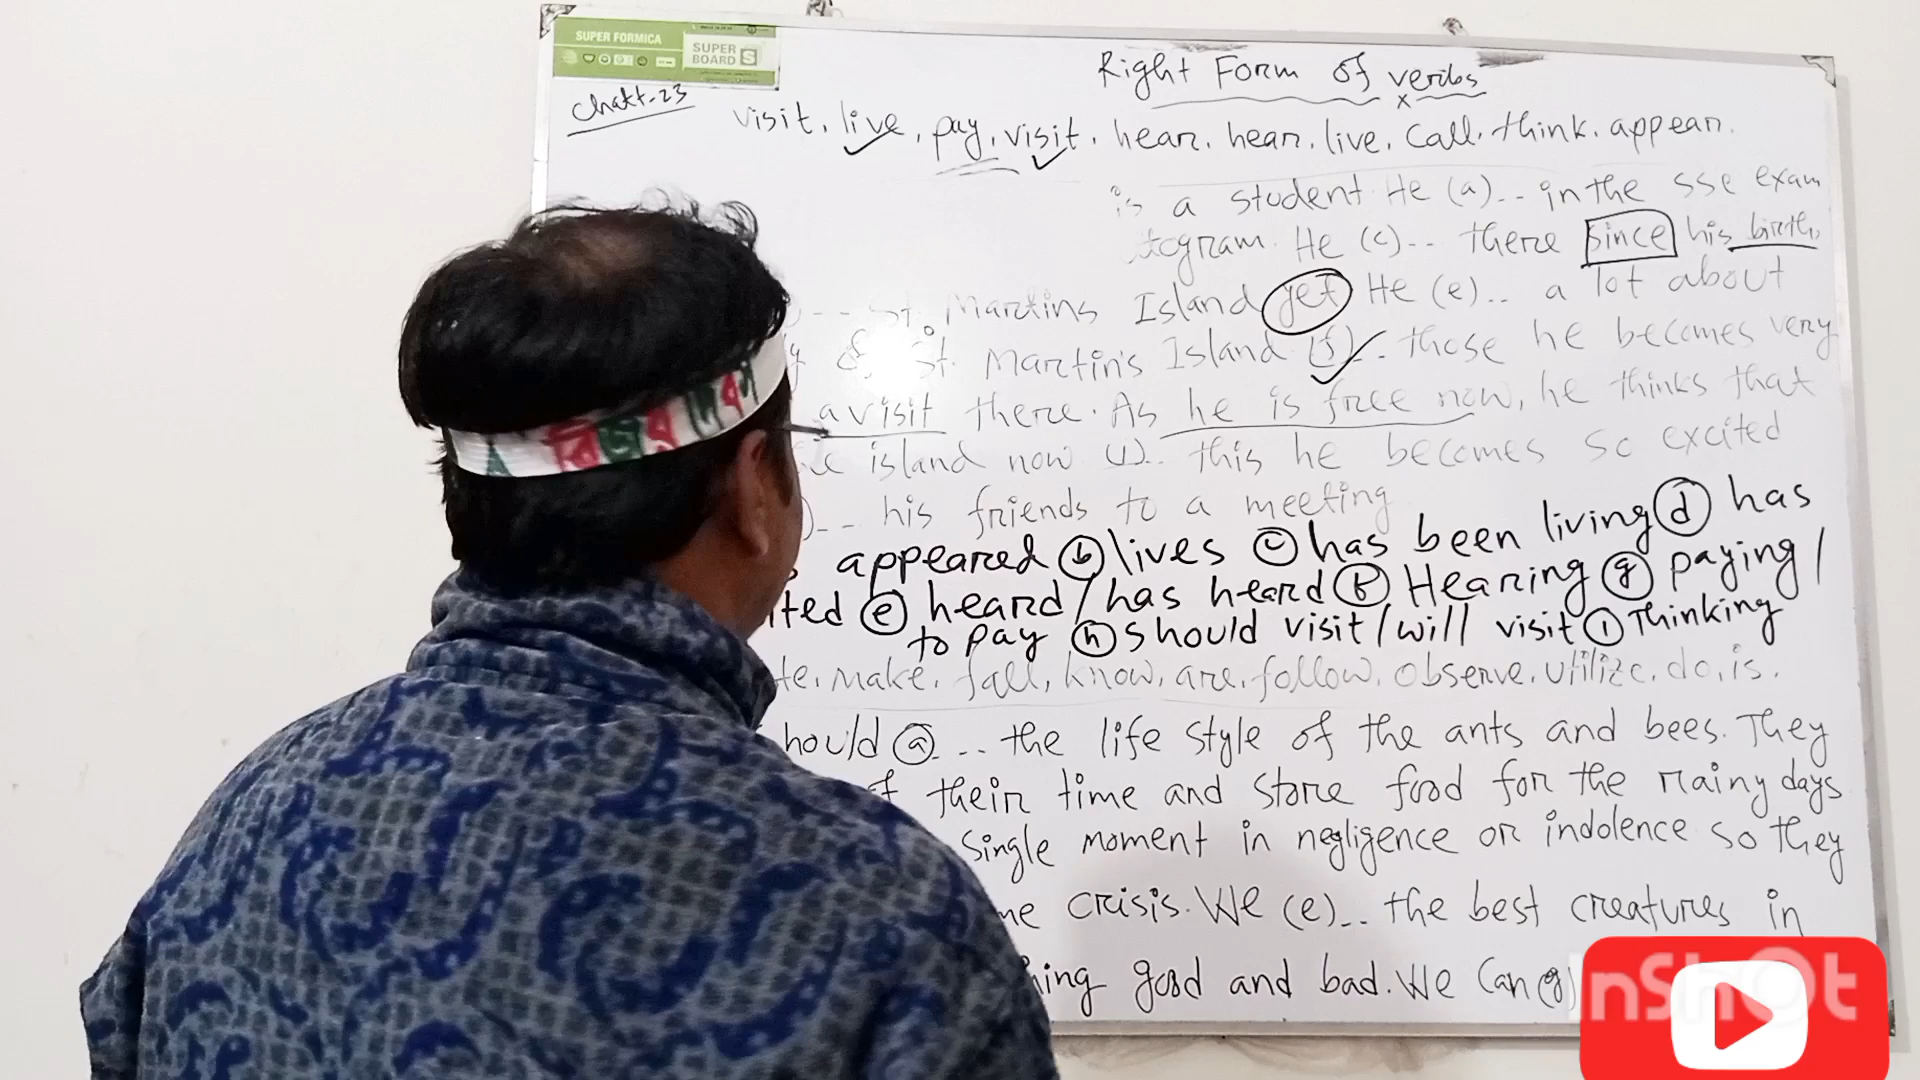 SUPER FORMICA
SUPER BOARD S
Right Form of verbs
Chatt-23
visit, live, pay, visit, hear, hear, live, call, think, appear.
is a student. He (a)... in the sse exam
togram. He (c)... there since his birth.
St. Martins Island yet He (e)... a lot about
St. Martin's Island (f)... those he becomes very
a visit there. As he is free now, he thinks that
island now (i)... this he becomes so excited
his friends to a meeting
appeared (b) lives (c) has been living (d) has
ited (e) heard/has heard (f) Hearing (g) paying/
to pay (h) should visit/will visit (i) Thinking
te, make, fall, know, are, follow, observe, utilize, do, is.
hould (a)... the life style of the ants and bees. They
their time and store food for the rainy days
single moment in negligence or indolence so they
me crisis. We (e)... the best creatures in
hing good and bad. We can (g)
InShOt